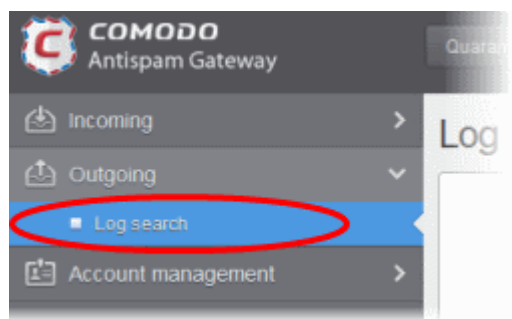 COMODO
Antispam Gateway
Incoming
Log
Outgoing
Log search
Account management